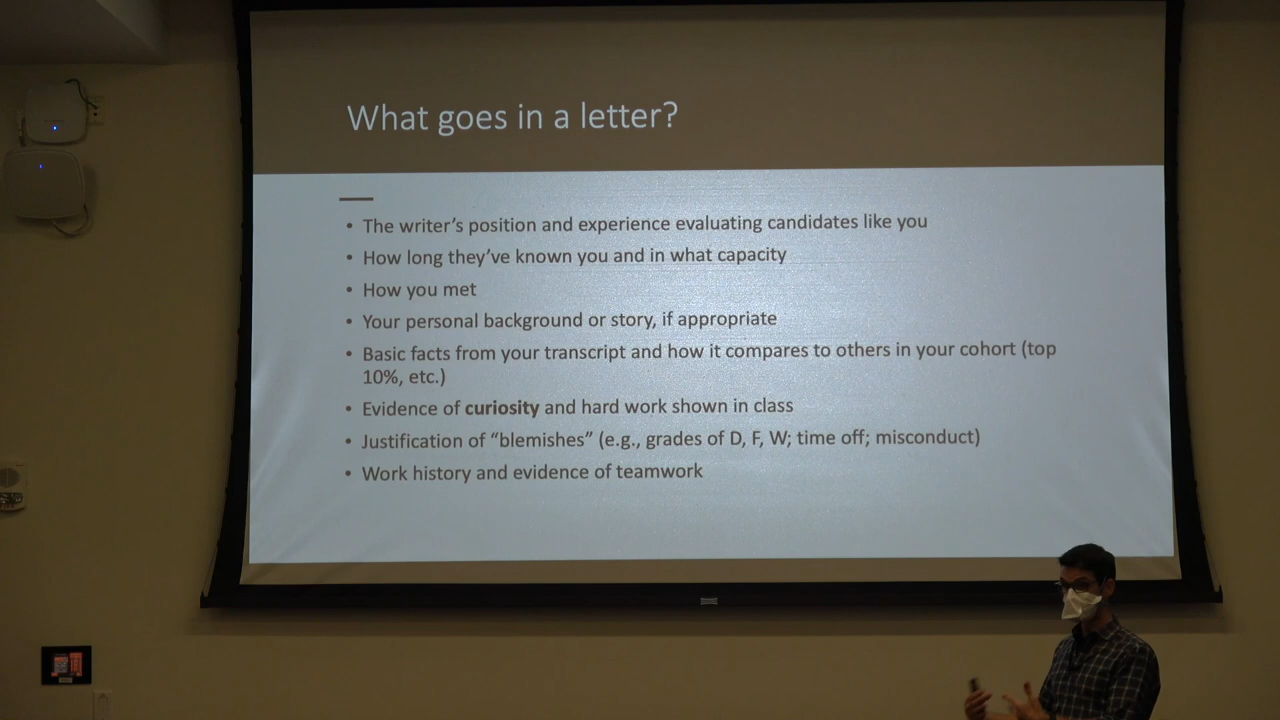 What goes in a letter?
• The writer's position and experience evaluating candidates like you
• How long they've known you and in what capacity
• How you met
• Your personal background or story, if appropriate
• Basic facts from your transcript and how it compares to others in your cohort (top
10%, etc.)
• Evidence of curiosity and hard work shown in class
• Justification of “blemishes” (e.g., grades of D, F, W; time off; misconduct)
• Work history and evidence of teamwork